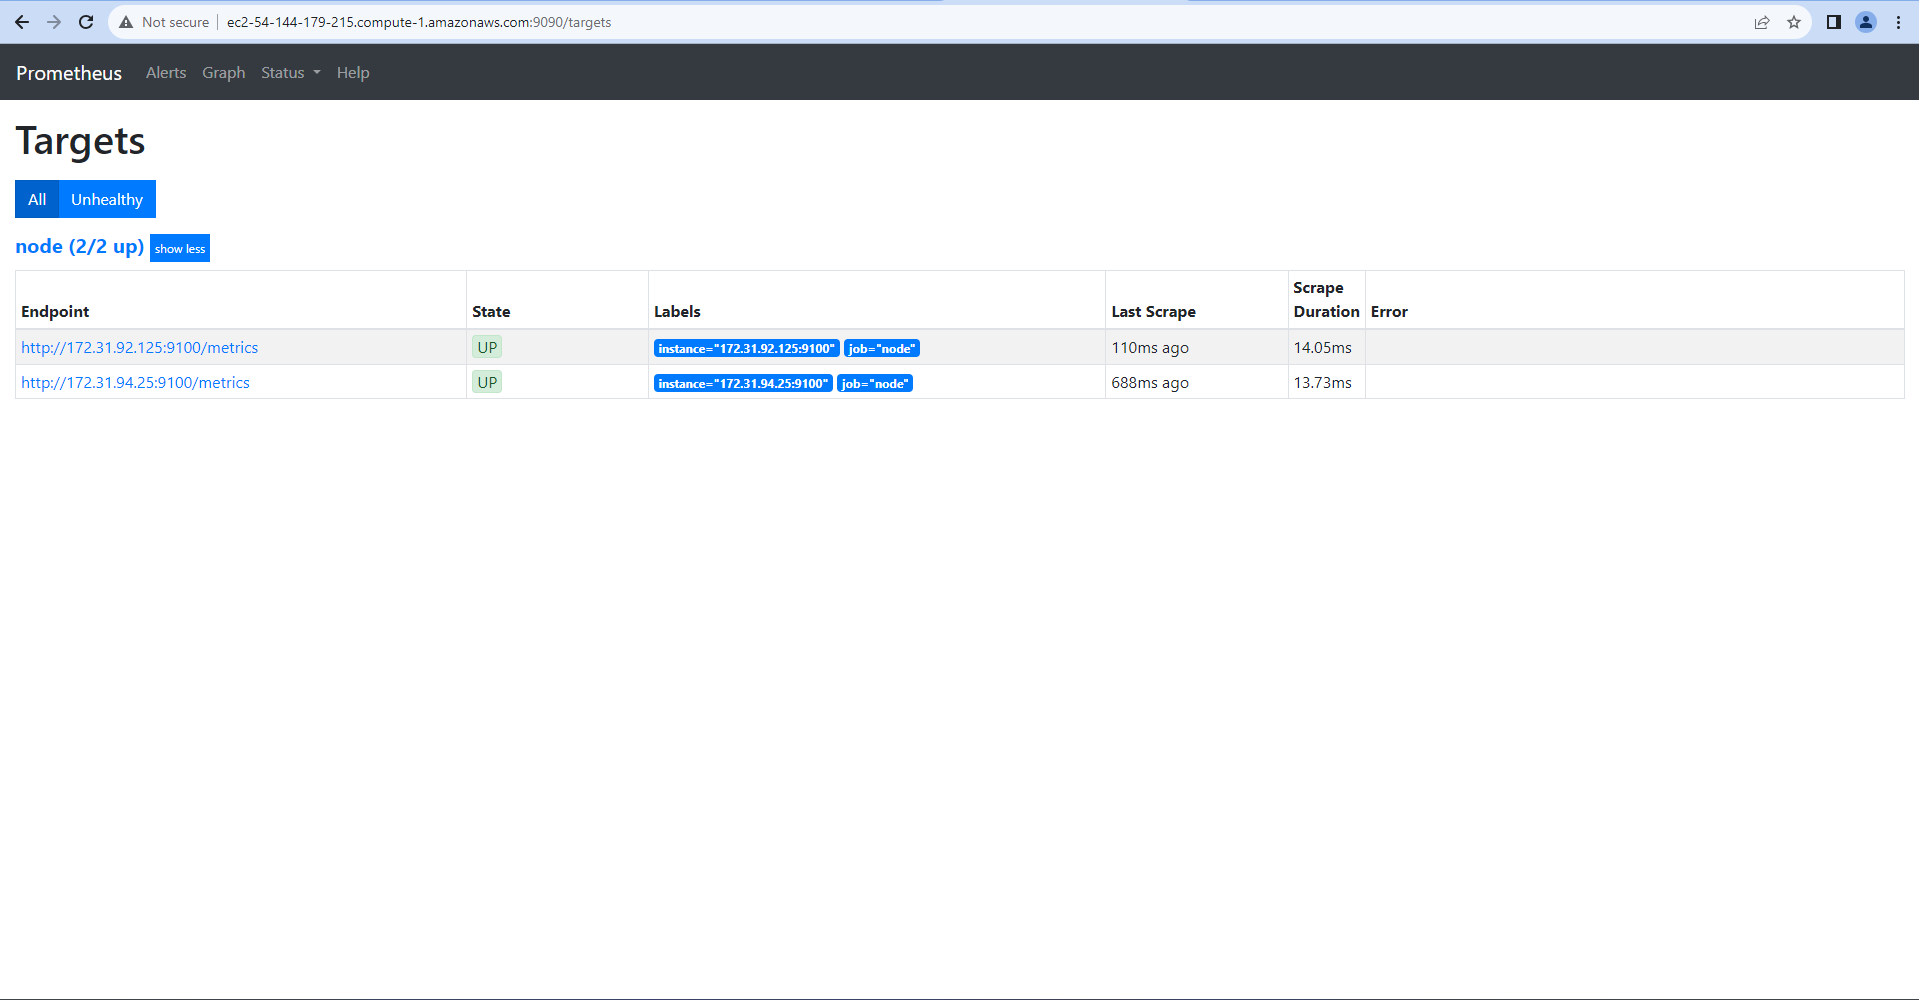 Not secure ec2-54-144-179-215.compute-1.amazonaws.com:9090/targets
Prometheus Alerts Graph Status Help
Targets
All Unhealthy
node (2/2 up) show less
Endpoint State Labels Last Scrape Scrape Duration Error
http://172.31.92.125:9100/metrics UP instance="172.31.92.125:9100" job="node" 110ms ago 14.05ms
http://172.31.94.25:9100/metrics UP instance="172.31.94.25:9100" job="node" 688ms ago 13.73ms